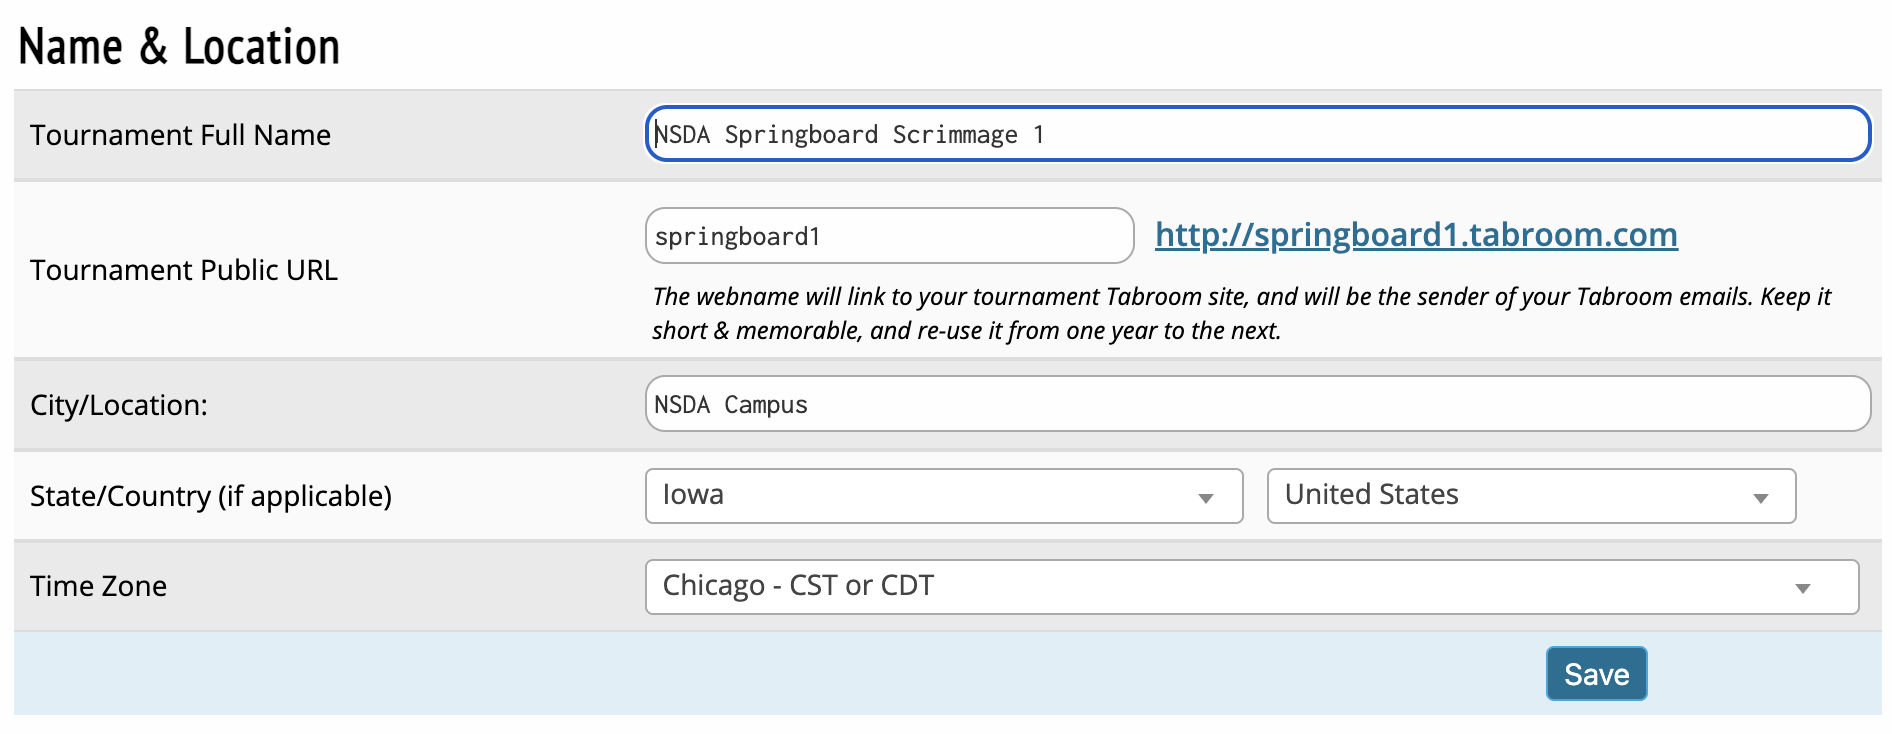 Name & Location
Tournament Full Name
NSDA Springboard Scrimmage 1
Tournament Public URL
springboard1
http://springboard1.tabroom.com
The webname will link to your tournament Tabroom site, and will be the sender of your Tabroom emails. Keep it
short & memorable, and re-use it from one year to the next.
City/Location:
NSDA Campus
State/Country (if applicable)
Iowa
United States
Time Zone
Chicago - CST or CDT
Save